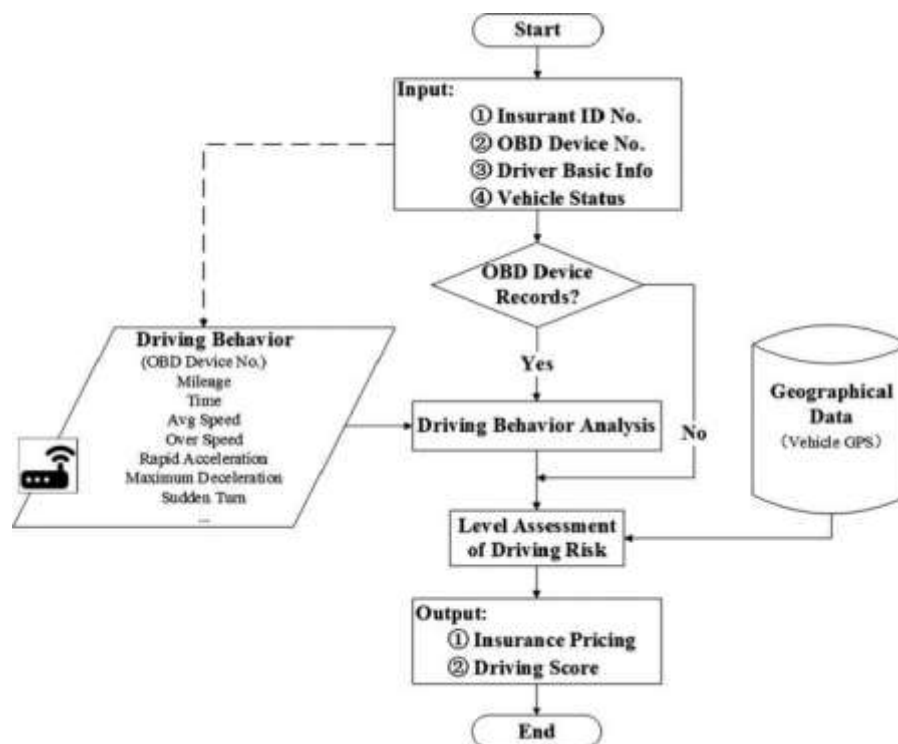 Start
Input:
① Insurant ID No.
② OBD Device No.
③ Driver Basic Info
④ Vehicle Status
OBD Device
Records?
Yes
No
Driving Behavior
(OBD Device No.)
Mileage
Time
Avg Speed
Over Speed
Rapid Acceleration
Maximum Deceleration
Sudden Turn
...
Driving Behavior Analysis
Geographical
Data
（Vehicle GPS）
Level Assessment
of Driving Risk
Output:
① Insurance Pricing
② Driving Score
End